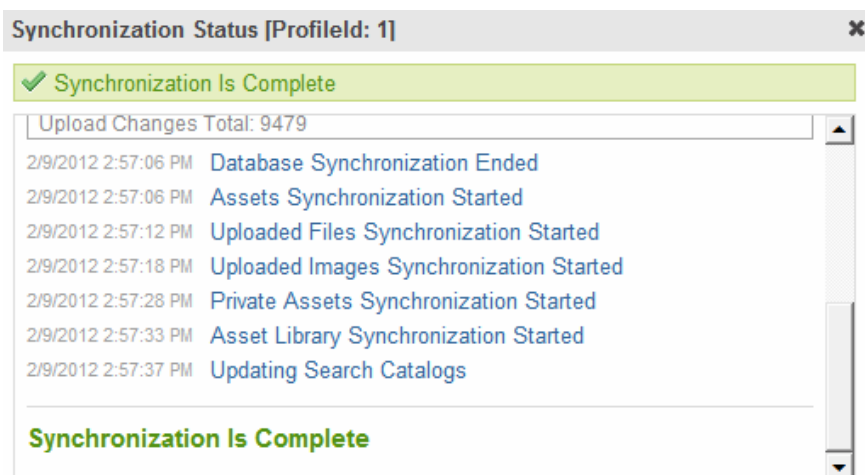 Synchronization Status [ProfileId: 1]
Synchronization Is Complete
Upload Changes Total: 9479
2/9/2012 2:57:06 PM Database Synchronization Ended
2/9/2012 2:57:06 PM Assets Synchronization Started
2/9/2012 2:57:12 PM Uploaded Files Synchronization Started
2/9/2012 2:57:18 PM Uploaded Images Synchronization Started
2/9/2012 2:57:28 PM Private Assets Synchronization Started
2/9/2012 2:57:33 PM Asset Library Synchronization Started
2/9/2012 2:57:37 PM Updating Search Catalogs
Synchronization Is Complete